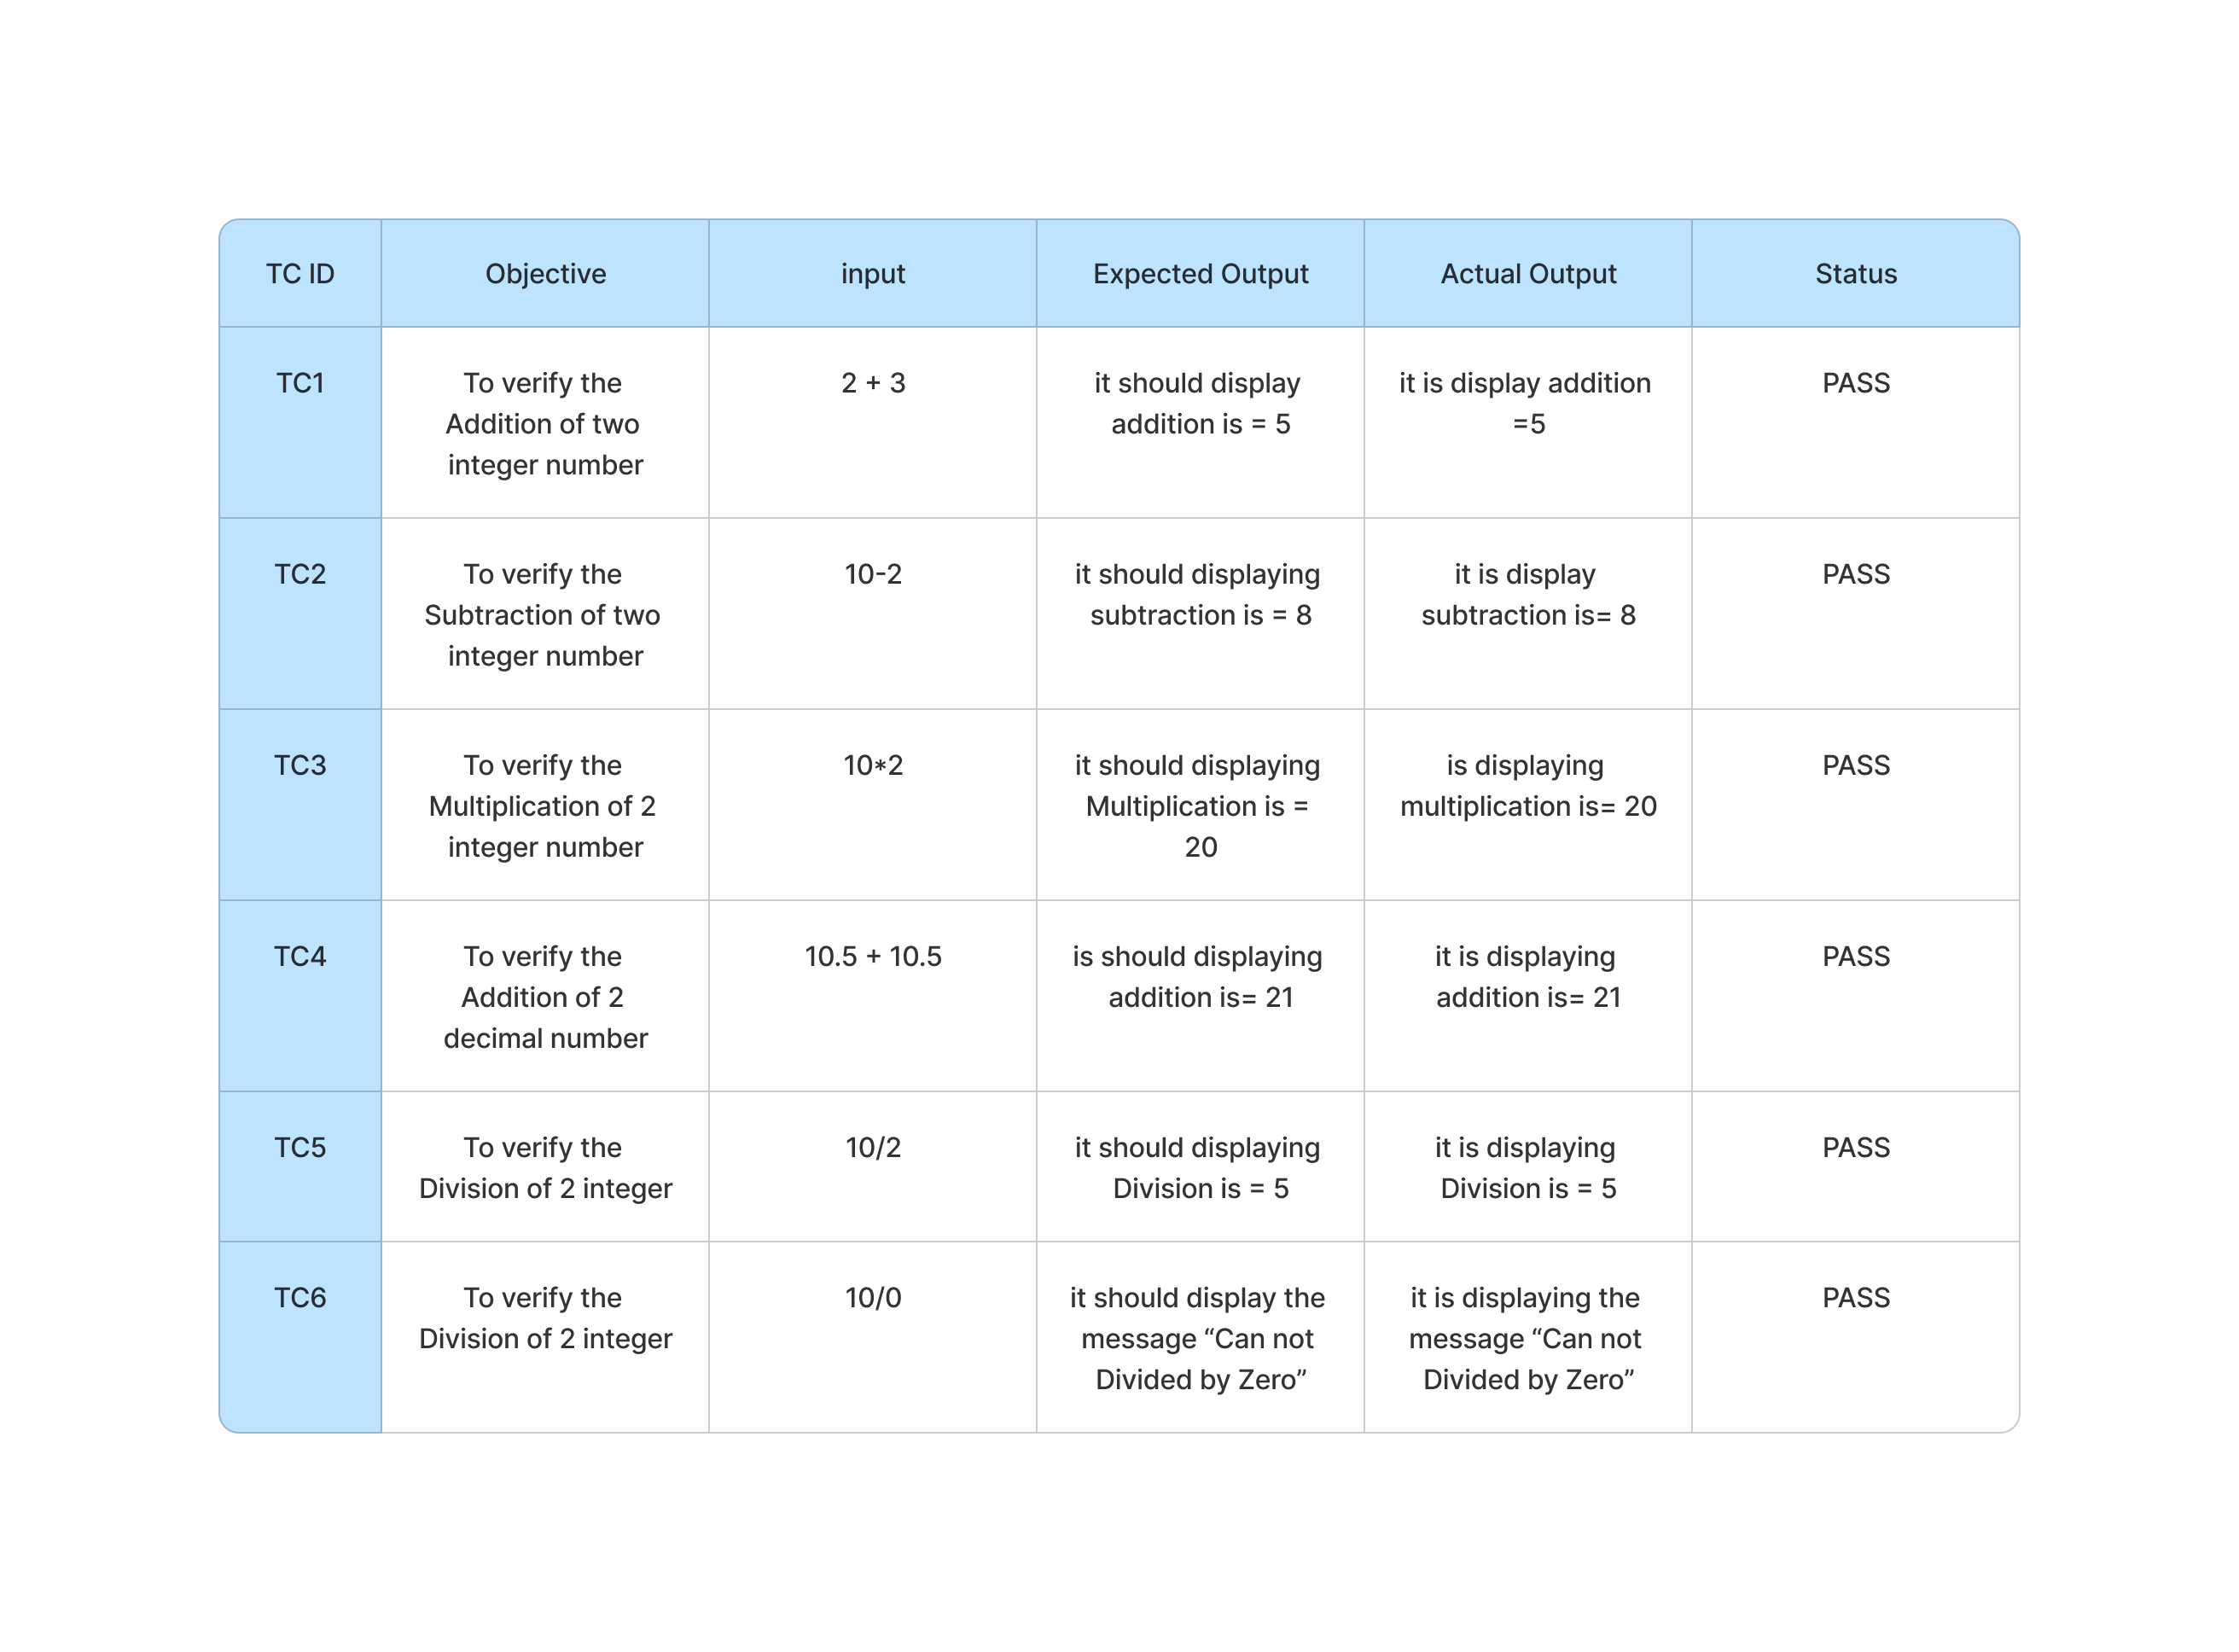 TC ID
Objective
input
Expected Output
Actual Output
Status
TC1
To verify the
Addition of two
integer number
2 + 3
it should display
addition is = 5
it is display addition
=5
PASS
TC2
To verify the
Subtraction of two
integer number
10-2
it should displaying
subtraction is = 8
it is display
subtraction is= 8
PASS
TC3
To verify the
Multiplication of 2
integer number
10*2
it should displaying
Multiplication is =
20
is displaying
multiplication is= 20
PASS
TC4
To verify the
Addition of 2
decimal number
10.5 + 10.5
is should displaying
addition is= 21
it is displaying
addition is= 21
PASS
TC5
To verify the
Division of 2 integer
10/2
it should displaying
Division is = 5
it is displaying
Division is = 5
PASS
TC6
To verify the
Division of 2 integer
10/0
it should display the
message “Can not
Divided by Zero”
it is displaying the
message “Can not
Divided by Zero”
PASS